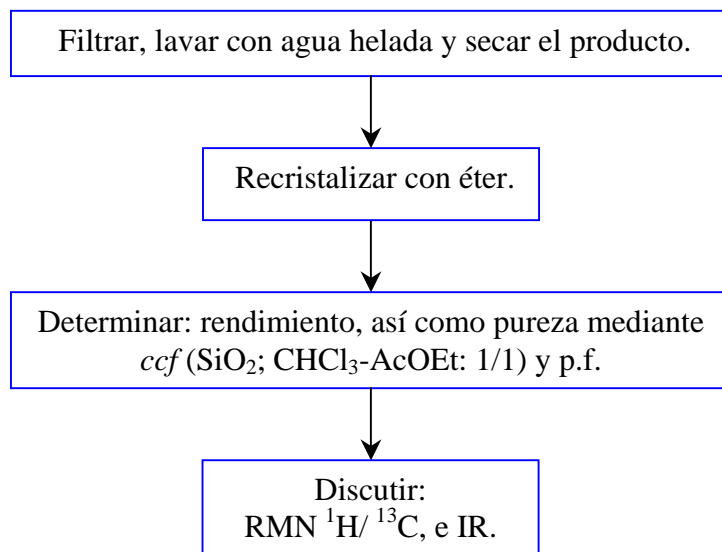 Filtrar, lavar con agua helada y secar el producto.
Recristalizar con éter.
Determinar: rendimiento, así como pureza mediante
ccf (SiO₂; CHCl₃-AcOEt: 1/1) y p.f.
Discutir:
RMN ¹H/ ¹³C, e IR.